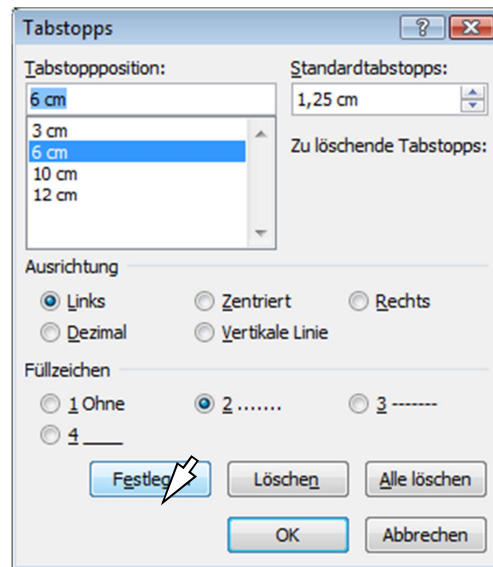 Tabstopps
Tabstoppposition: Standardtabstopps:
6 cm 1,25 cm
3 cm Zu löschende Tabstopps:
6 cm
10 cm
12 cm
Ausrichtung
Links Zentriert Rechts
Dezimal Vertikale Linie
Füllzeichen
1 Ohne 2 ....... 3 -------
4 ___
Löschen Alle löschen
OK Abbrechen